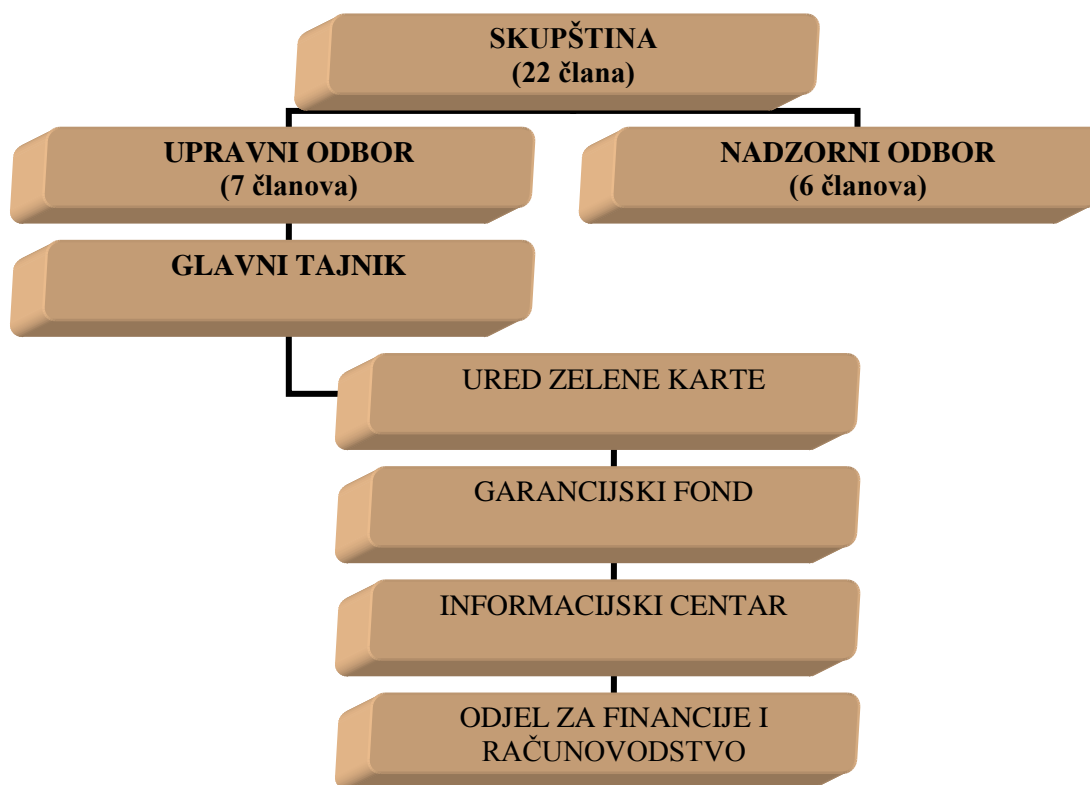 SKUPŠTINA
(22 člana)
UPRAVNI ODBOR
(7 članova)
NADZORNI ODBOR
(6 članova)
GLAVNI TAJNIK
URED ZELENE KARTE
GARANCIJSKI FOND
INFORMACIJSKI CENTAR
ODJEL ZA FINANCIJE I
RAČUNOVODSTVO